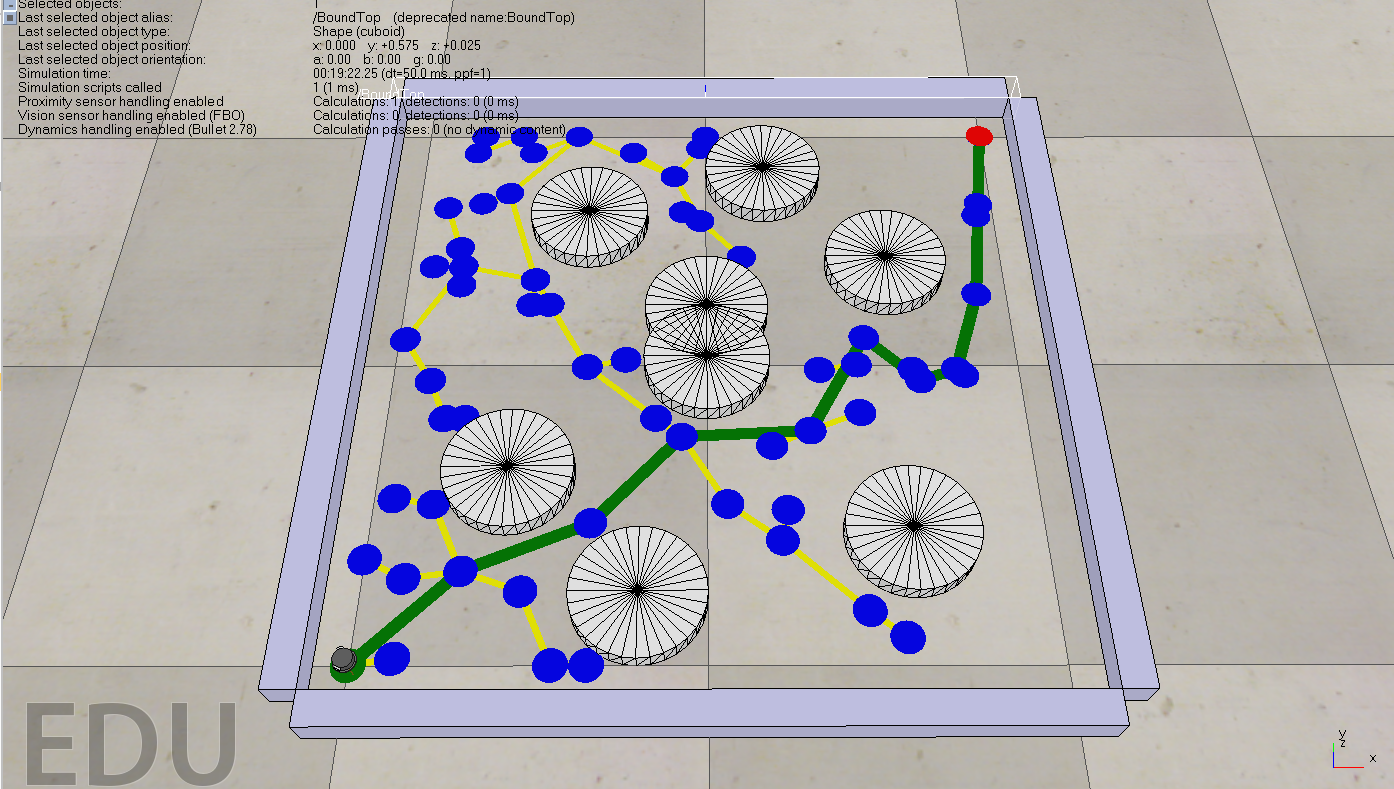 Selected objects: 1
Last selected object alias: /BoundTop (deprecated name:BoundTop)
Last selected object type: Shape (cuboid)
Last selected object position: x: 0.000 y: +0.575 z: +0.025
Last selected object orientation: a: 0.00 b: 0.00 g: 0.00
Simulation time: 00:19:22.25 (dt=50.0 ms, ppf=1)
Simulation scripts called 1 (1 ms)
/BoundTop
Proximity sensor handling enabled Calculations: 1, detections: 0 (0 ms)
Vision sensor handling enabled (FBO) Calculations: 0, detections: 0 (0 ms)
Dynamics handling enabled (Bullet 2.78) Calculation passes: 0 (no dynamic content)
EDU
y
z
x